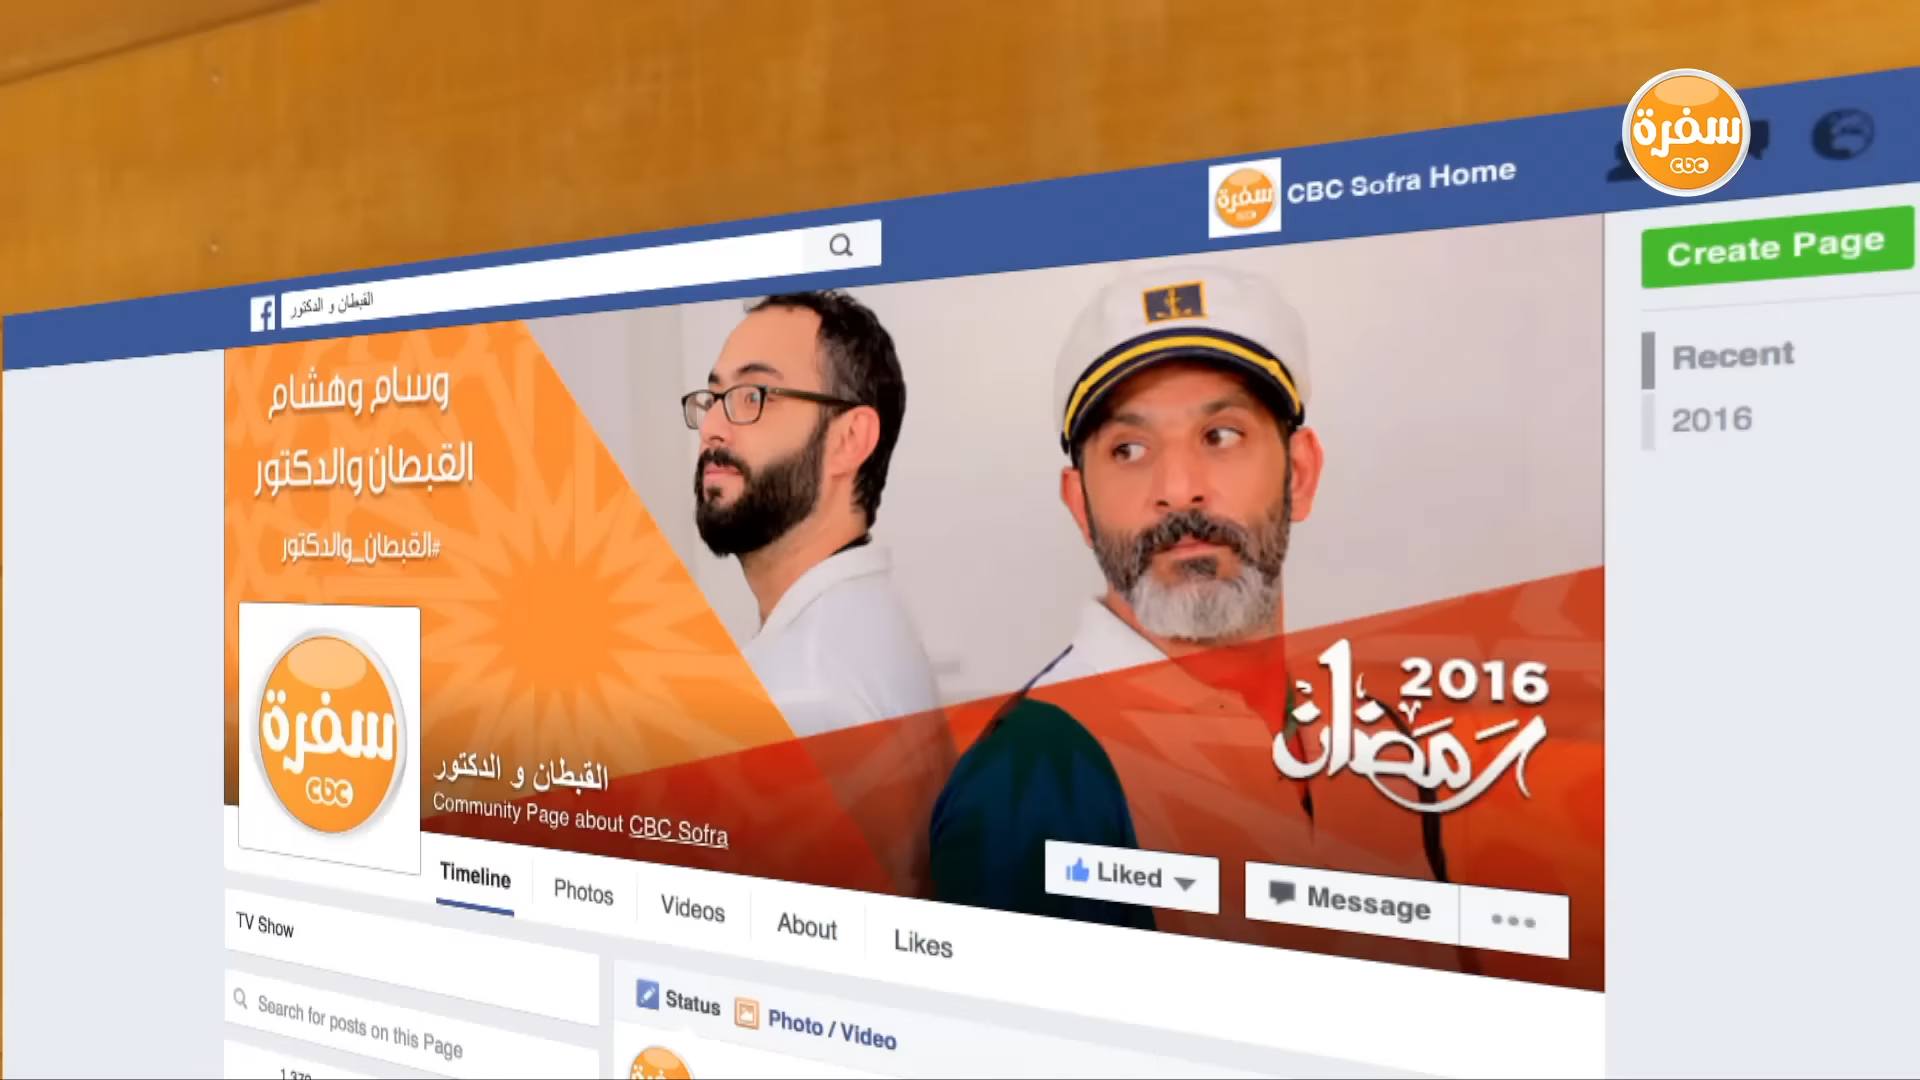 سفرة
cbc
سفرة
CBC Sofra Home
القبطان و الدكتور
Create Page
Recent
2016
وسام وهشام
القبطان والدكتور
#القبطان_والدكتور
2016
رمضان
سفرة
cbc
القبطان و الدكتور
Community Page about CBC Sofra
Liked
Message
Timeline
Photos
Videos
About
Likes
TV Show
Search for posts on this Page
Status
Photo / Video